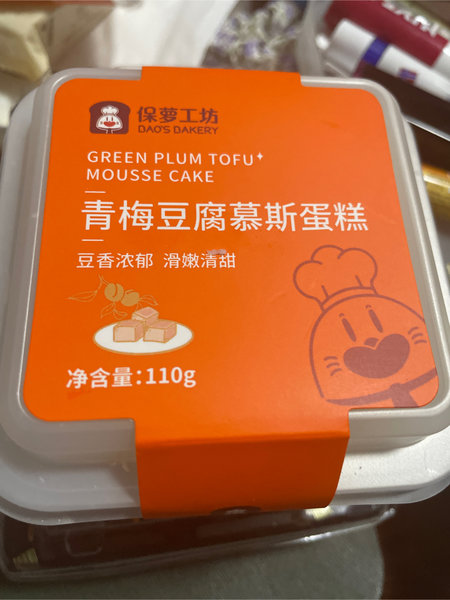 保萝工坊
DAO'S DAKERY
GREEN PLUM TOFU
MOUSSE CAKE
青梅豆腐慕斯蛋糕
豆香浓郁 滑嫩清甜
净含量:110g